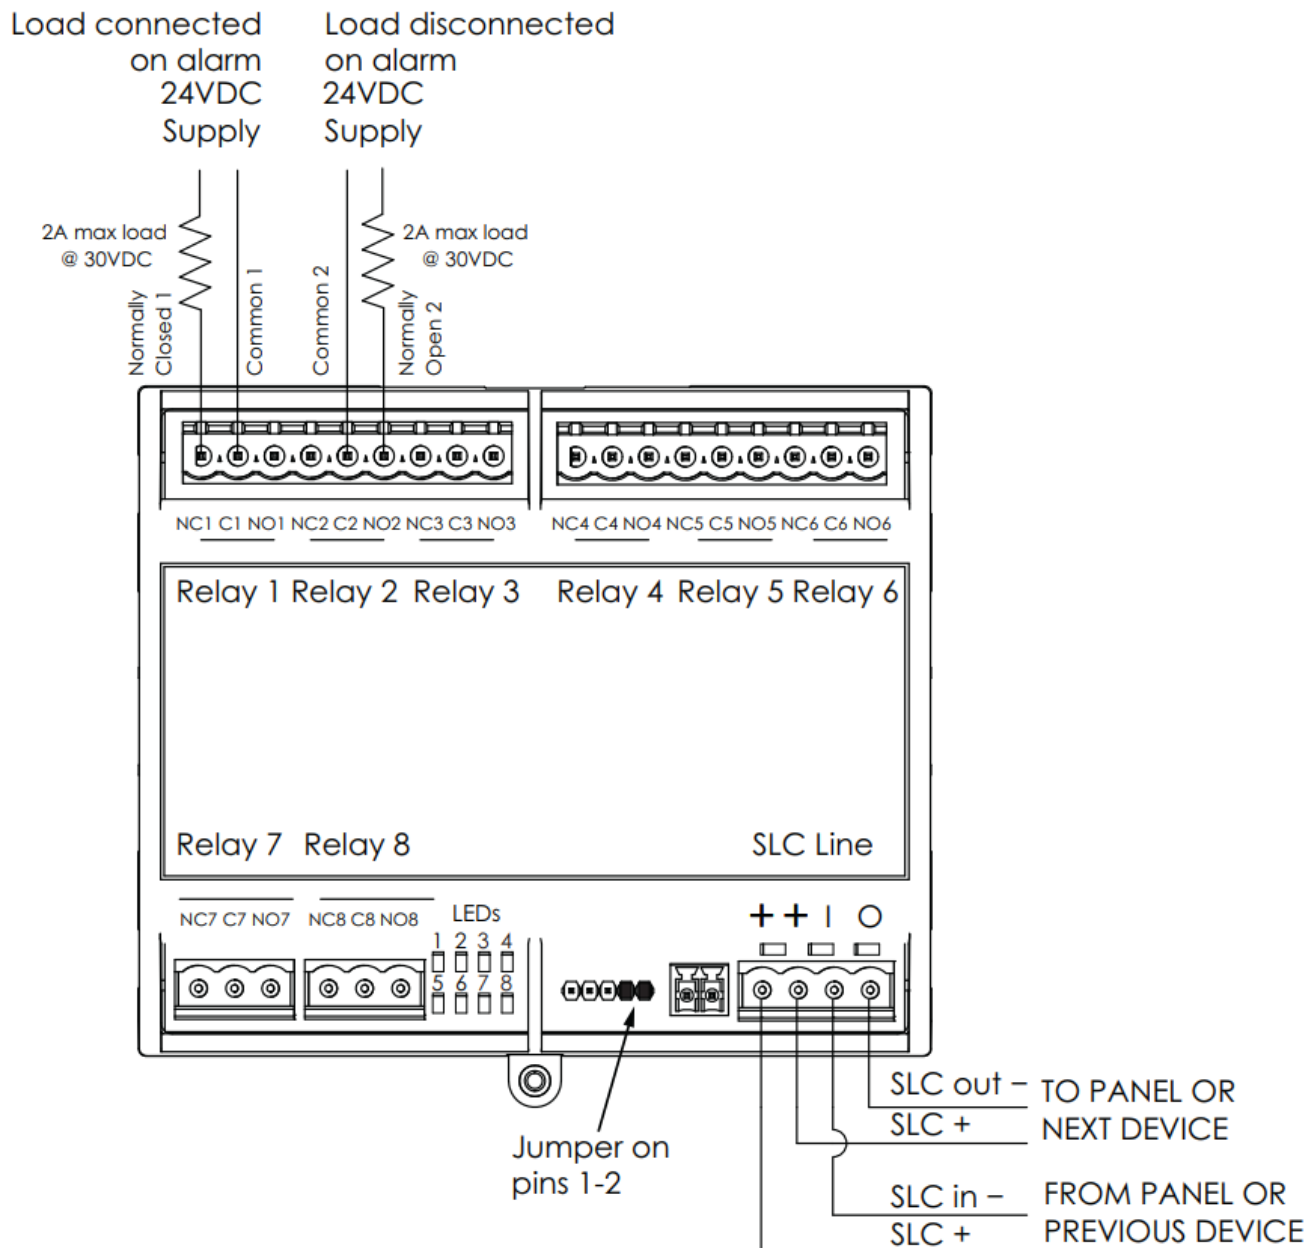 Load connected
on alarm
24VDC
Supply
Load disconnected
on alarm
24VDC
Supply
2A max load
@ 30VDC
2A max load
@ 30VDC
Normally
Closed 1
Common 1
Common 2
Normally
Open 2
NC1 C1 NO1 NC2 C2 NO2 NC3 C3 NO3
NC4 C4 NO4 NC5 C5 NO5 NC6 C6 NO6
Relay 1 Relay 2 Relay 3 Relay 4 Relay 5 Relay 6
Relay 7 Relay 8 SLC Line
NC7 C7 NO7 NC8 C8 NO8
LEDs
1 2 3 4
5 6 7 8
+ + I O
Jumper on
pins 1-2
SLC out –
SLC +
TO PANEL OR
NEXT DEVICE
SLC in –
SLC +
FROM PANEL OR
PREVIOUS DEVICE